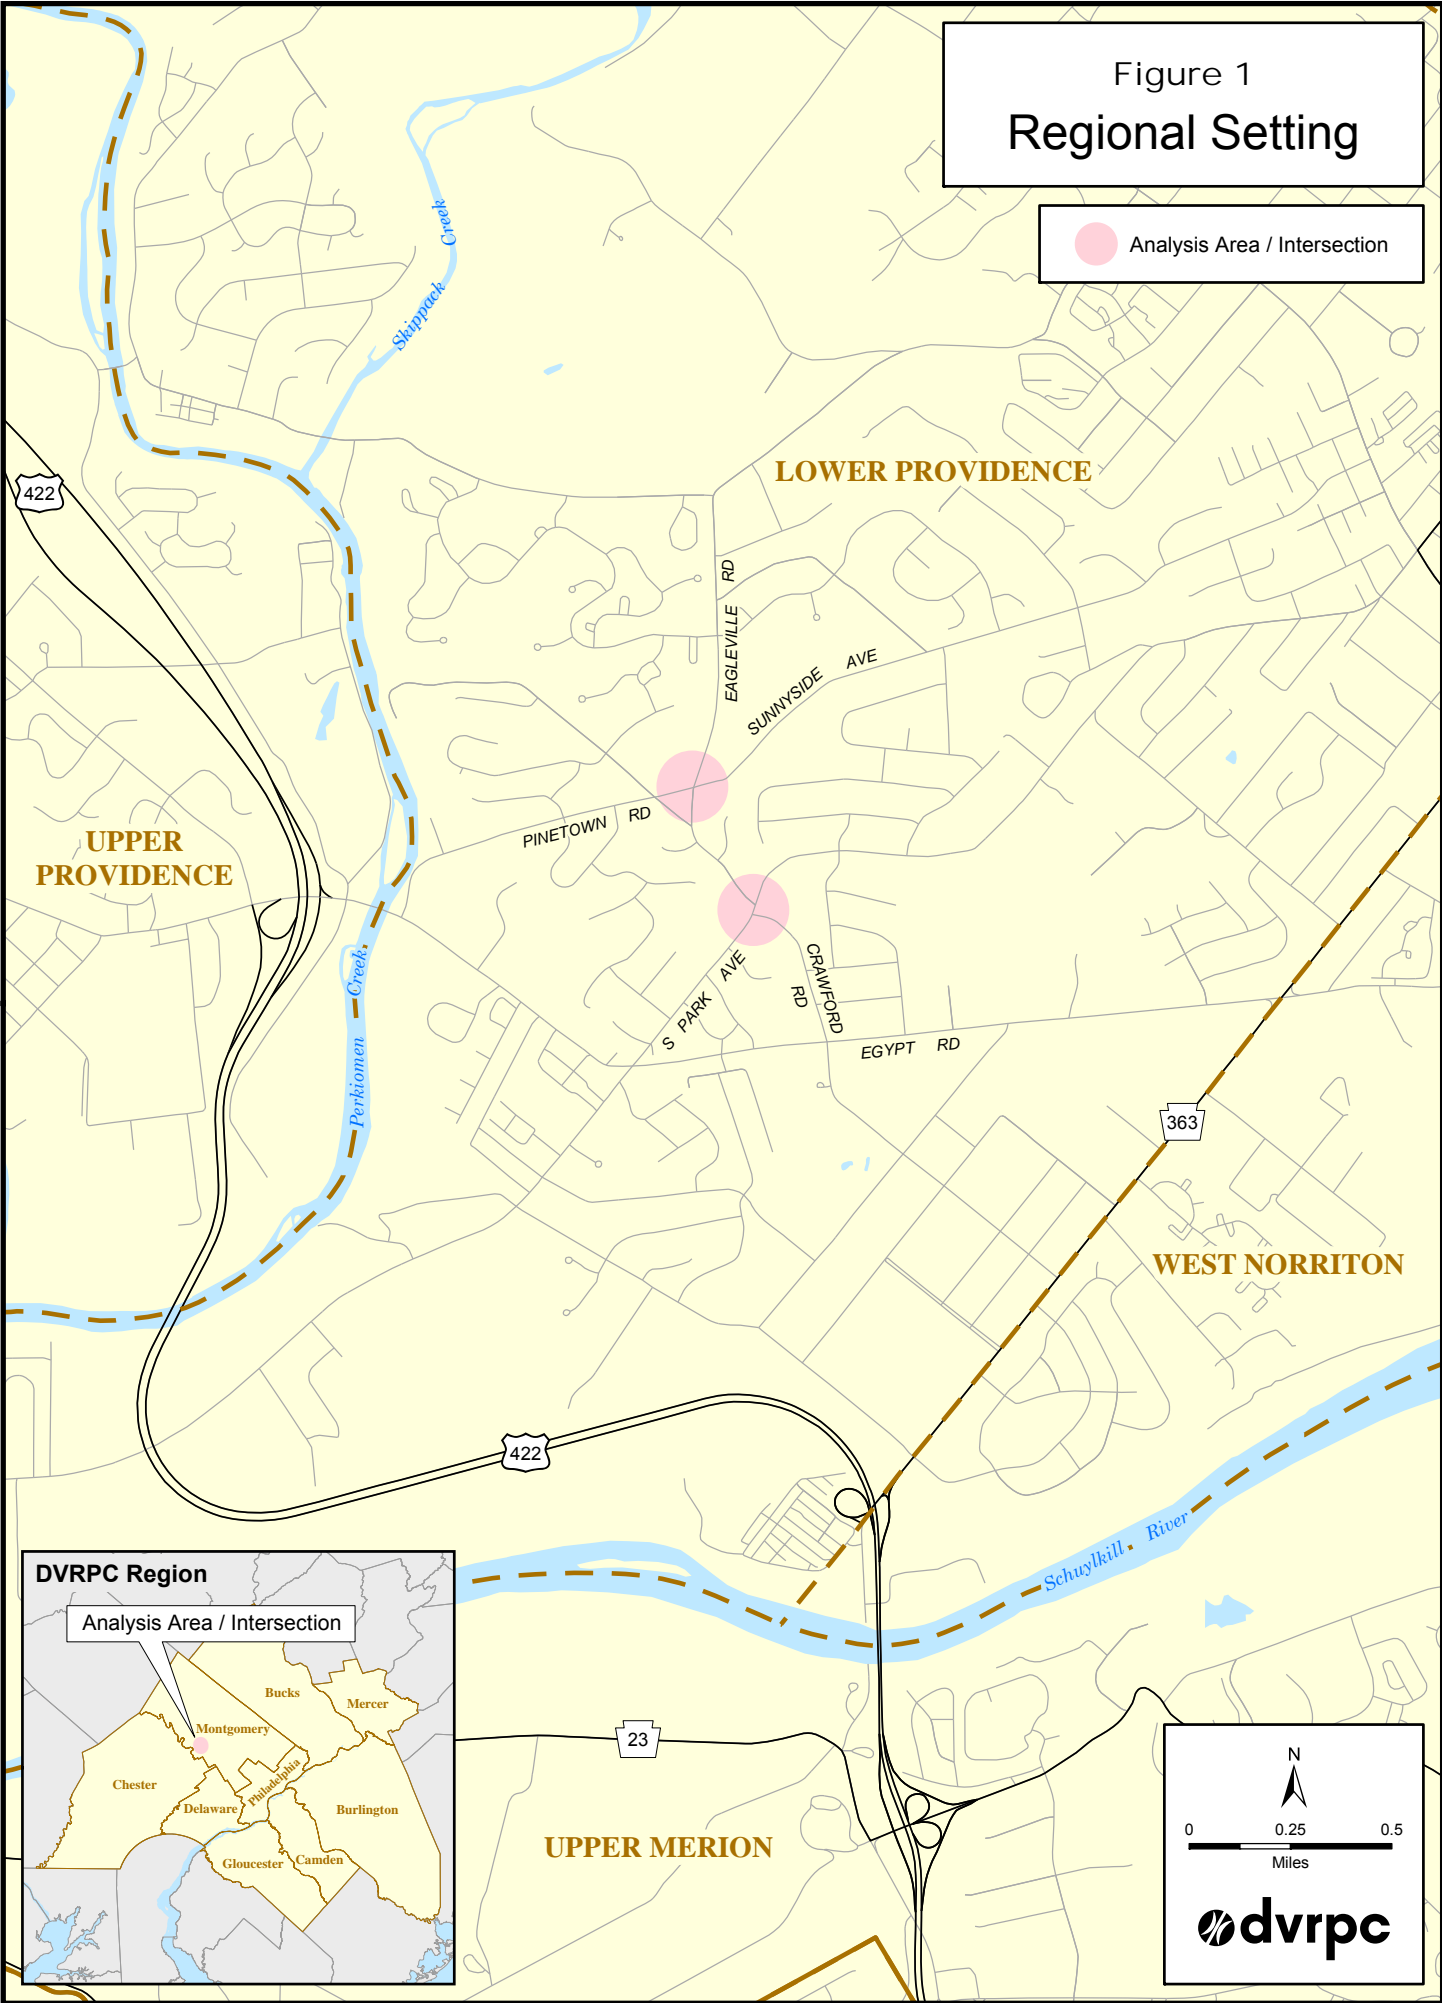 Figure 1
Regional Setting
Analysis Area / Intersection
Skippack Creek
422
LOWER PROVIDENCE
EAGLEVILLE RD
SUNNYSIDE AVE
PINETOWN RD
UPPER
PROVIDENCE
S PARK AVE
CRAWFORD
RD
EGYPT RD
Perkiomen Creek
363
WEST NORRITON
422
Schuylkill River
DVRPC Region
Analysis Area / Intersection
Bucks
Mercer
Montgomery
Chester
Philadelphia
Delaware
Burlington
Gloucester
Camden
23
UPPER MERION
N
0 0.25 0.5
Miles
dvrpc